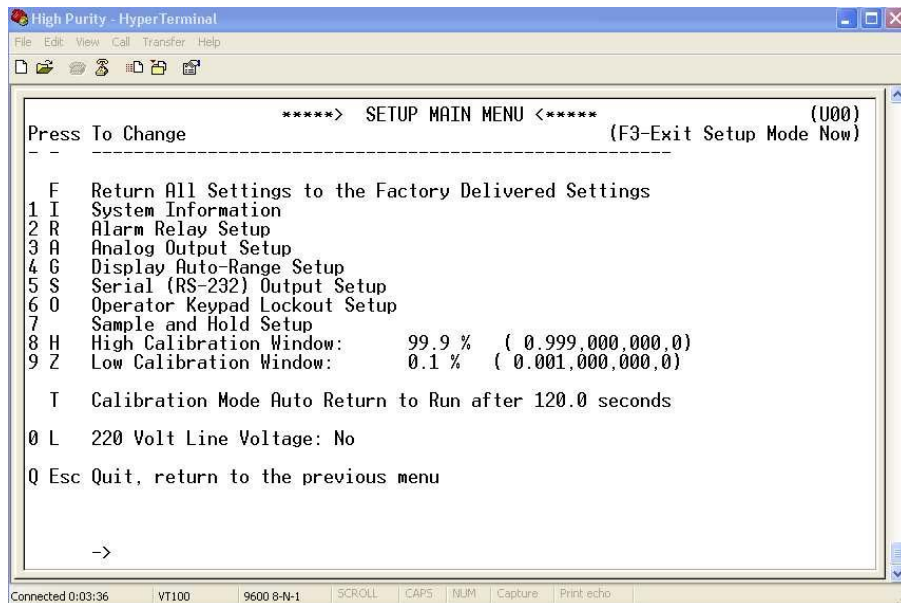 High Purity - HyperTerminal
File Edit View Call Transfer Help
*****> SETUP MAIN MENU <***** (U00)
Press To Change (F3-Exit Setup Mode Now)
- - -------------------------------------------------------
F Return All Settings to the Factory Delivered Settings
1 I System Information
2 R Alarm Relay Setup
3 A Analog Output Setup
4 G Display Auto-Range Setup
5 S Serial (RS-232) Output Setup
6 O Operator Keypad Lockout Setup
7 Sample and Hold Setup
8 H High Calibration Window: 99.9 % ( 0.999,000,000,0)
9 Z Low Calibration Window: 0.1 % ( 0.001,000,000,0)
T Calibration Mode Auto Return to Run after 120.0 seconds
0 L 220 Volt Line Voltage: No
Q Esc Quit, return to the previous menu
->
Connected 0:03:36 VT100 9600 8-N-1 SCROLL CAPS NUM Capture Print echo